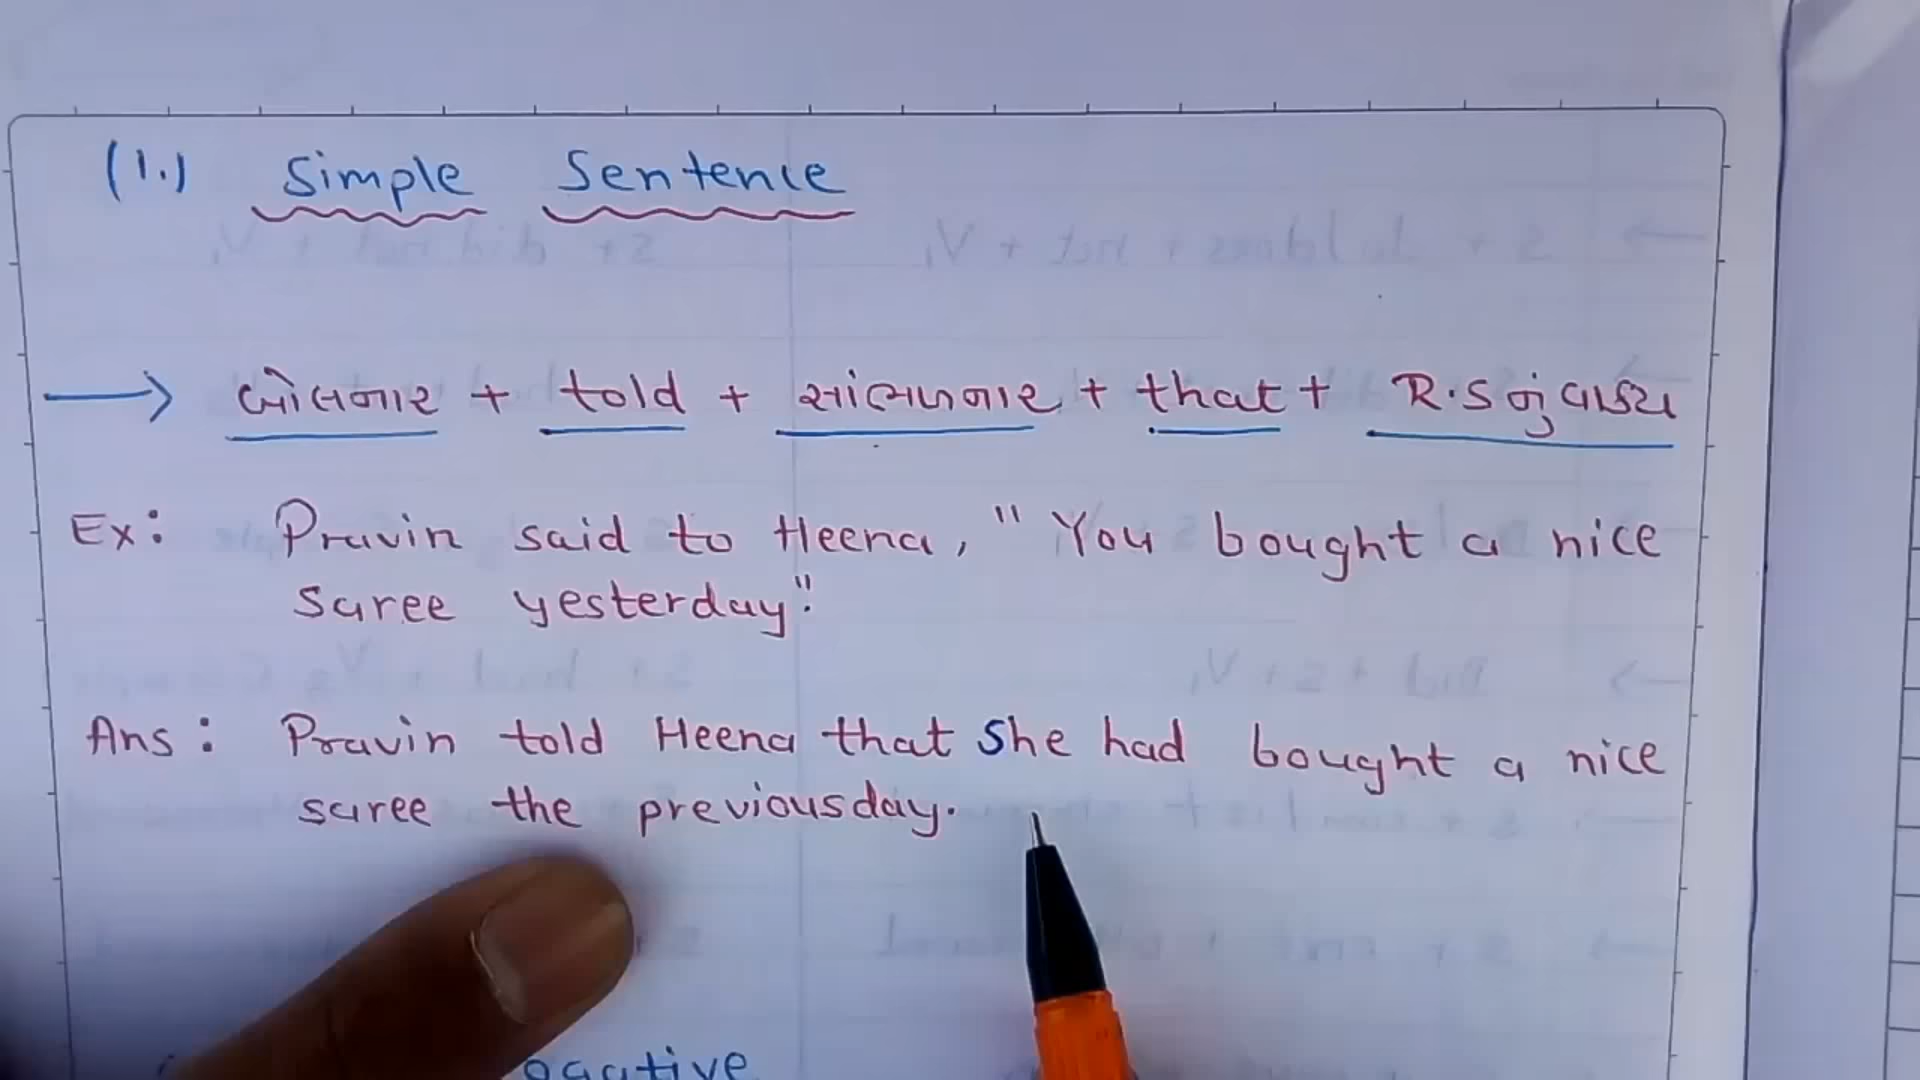 (1.) Simple Sentence
→ બોલનાર + told + સાંભળનાર + that + R.S નું વાક્ય
Ex: Pravin said to Heena, "You bought a nice
saree yesterday."
Ans: Pravin told Heena that she had bought a nice
saree the previousday.